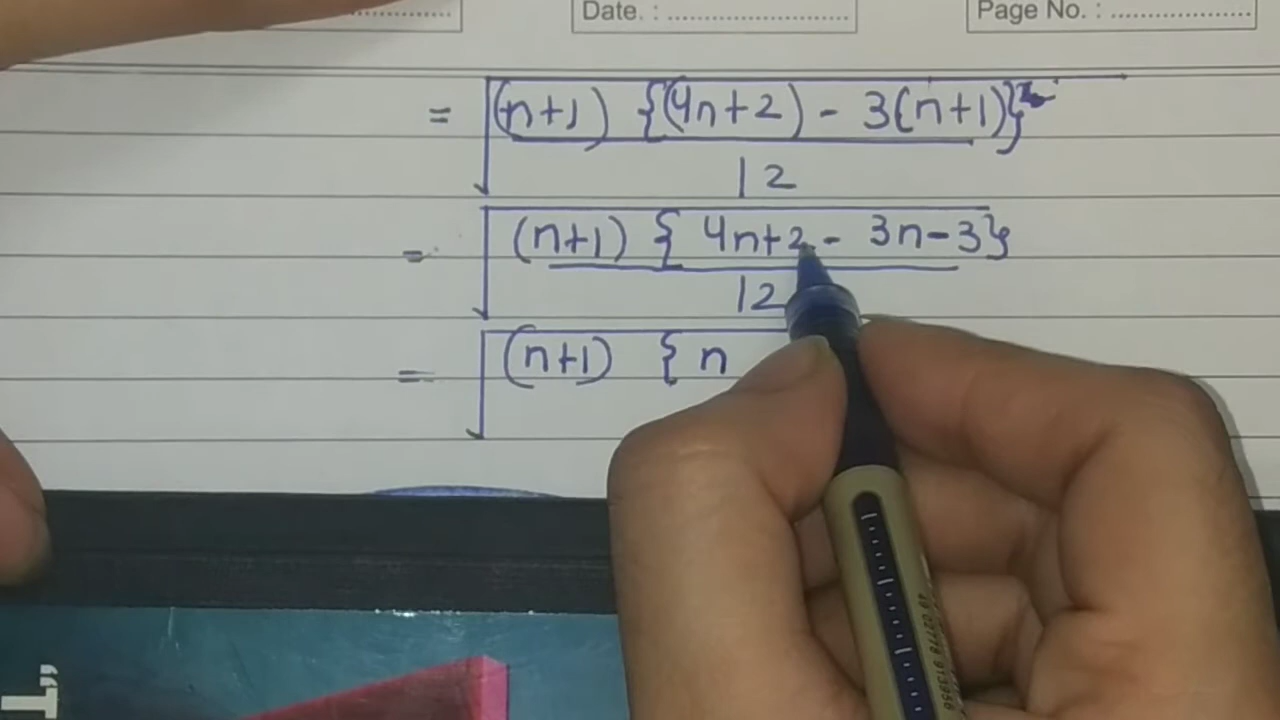 Date. : ........................ Page No. : ...................
= √(n+1) {(4n+2) - 3(n+1)}
12
= √(n+1) { 4n+2 - 3n-3}
12
= √(n+1) { n
"T